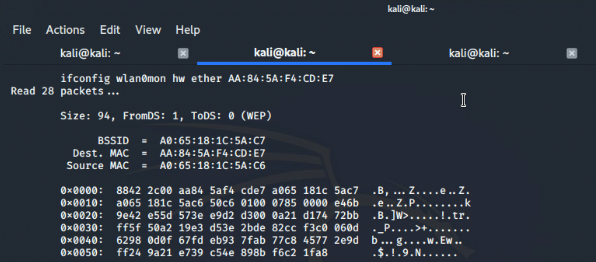 kali@kali: ~
File Actions Edit View Help
kali@kali: ~ kali@kali: ~ kali@kali: ~
ifconfig wlan0mon hw ether AA:84:5A:F4:CD:E7
Read 28 packets...
Size: 94, FromDS: 1, ToDS: 0 (WEP)
BSSID = A0:65:18:1C:5A:C7
Dest. MAC = AA:84:5A:F4:CD:E7
Source MAC = A0:65:18:1C:5A:C6
0x0000: 8842 2c00 aa84 5af4 cde7 a065 181c 5ac7 .B,...Z....e..Z.
0x0010: a065 181c 5ac6 50c6 0100 0785 0000 e46b .e..Z.P........k
0x0020: 9e42 e55d 573e e9d2 d300 0a21 d174 72bb .B.]W>.....!.tr.
0x0030: ff5f 50a2 19e3 d53e 2bde 82cc f3c0 060d ._P....>+.......
0x0040: 6298 0d0f 67fd eb93 7fab 77c8 4577 2e9d b...g.....w.Ew..
0x0050: ff24 9a21 e739 c54e 898b f6c2 1fa8 .$.!.9.N......